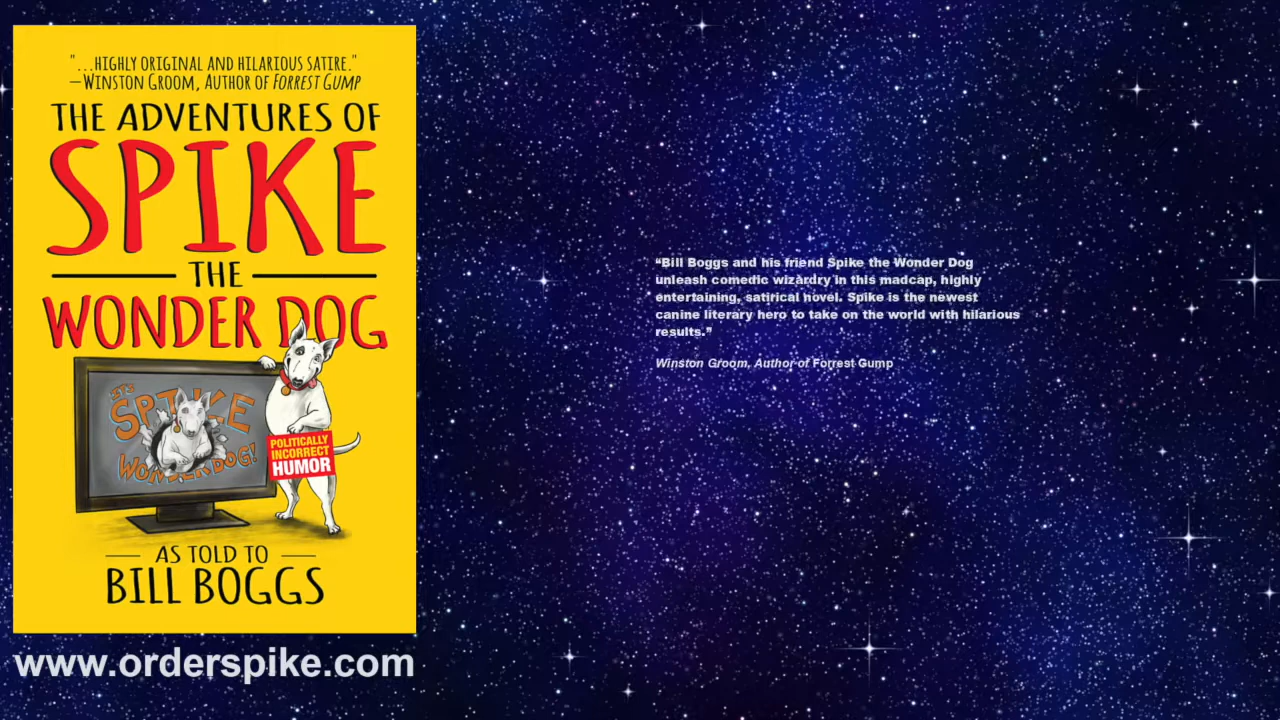 "...HIGHLY ORIGINAL AND HILARIOUS SATIRE."
—WINSTON GROOM, AUTHOR OF FORREST GUMP
THE ADVENTURES OF
SPIKE
THE
WONDER DOG
IT'S
SPIKE
WONDER DOG!
POLITICALLY
INCORRECT
HUMOR
AS TOLD TO
BILL BOGGS
www.orderspike.com
“Bill Boggs and his friend Spike the Wonder Dog
unleash comedic wizardry in this madcap, highly
entertaining, satirical novel. Spike is the newest
canine literary hero to take on the world with hilarious
results.”
Winston Groom, Author of Forrest Gump